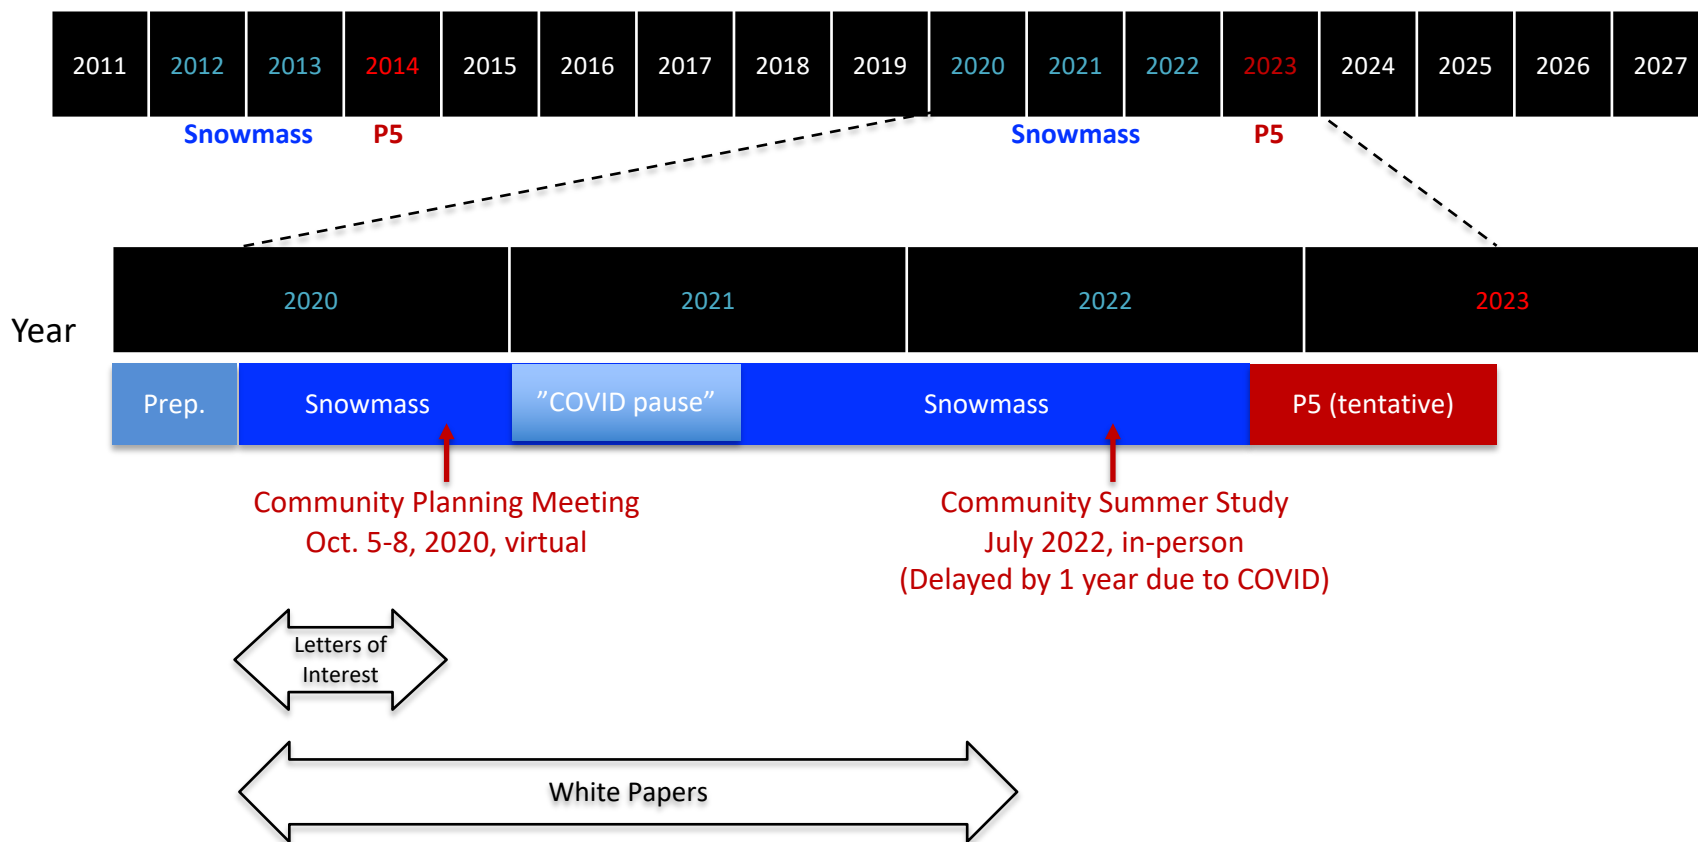 2011 2012 2013 2014 2015 2016 2017 2018 2019 2020 2021 2022 2023 2024 2025 2026 2027
Snowmass P5 Snowmass P5
2020 2021 2022 2023
Year
Prep. Snowmass ”COVID pause” Snowmass P5 (tentative)
Community Planning Meeting
Oct. 5-8, 2020, virtual
Community Summer Study
July 2022, in-person
(Delayed by 1 year due to COVID)
Letters of
Interest
White Papers